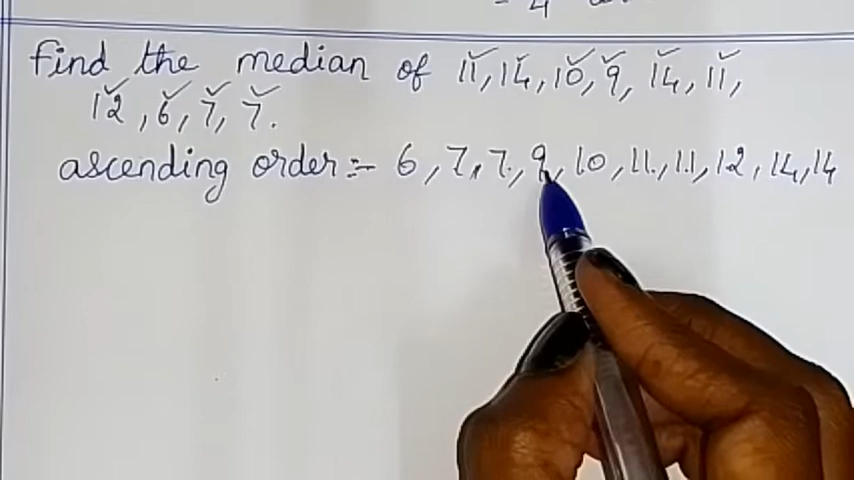 find the median of 11, 14, 10, 9, 14, 11,
12, 6, 7, 7.
ascending order:- 6, 7, 7, 9, 10, 11, 11, 12, 14, 14